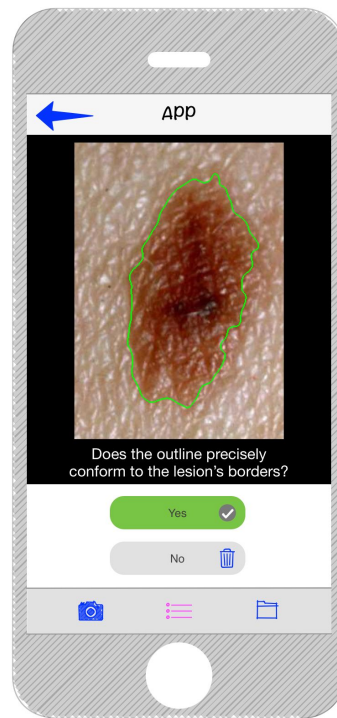 App
Does the outline precisely
conform to the lesion's borders?
Yes
No